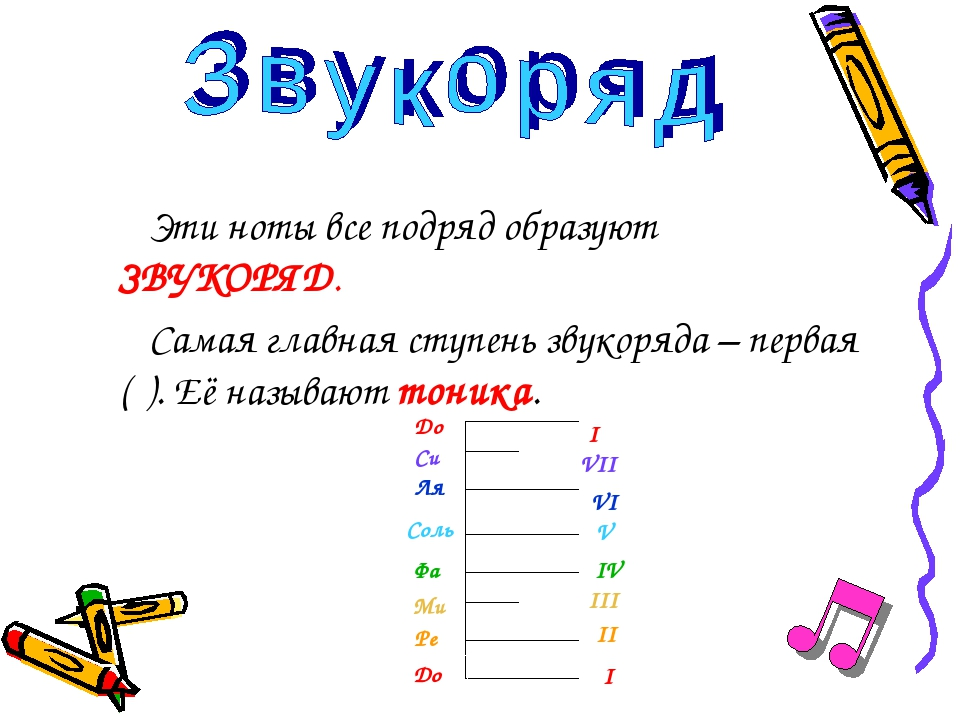 Звукоряд
Эти ноты все подряд образуют
ЗВУКОРЯД.
Самая главная ступень звукоряда – первая
( ). Её называют тоника.
До I
Си VII
Ля VI
Соль V
Фа IV
Ми III
Ре II
До I